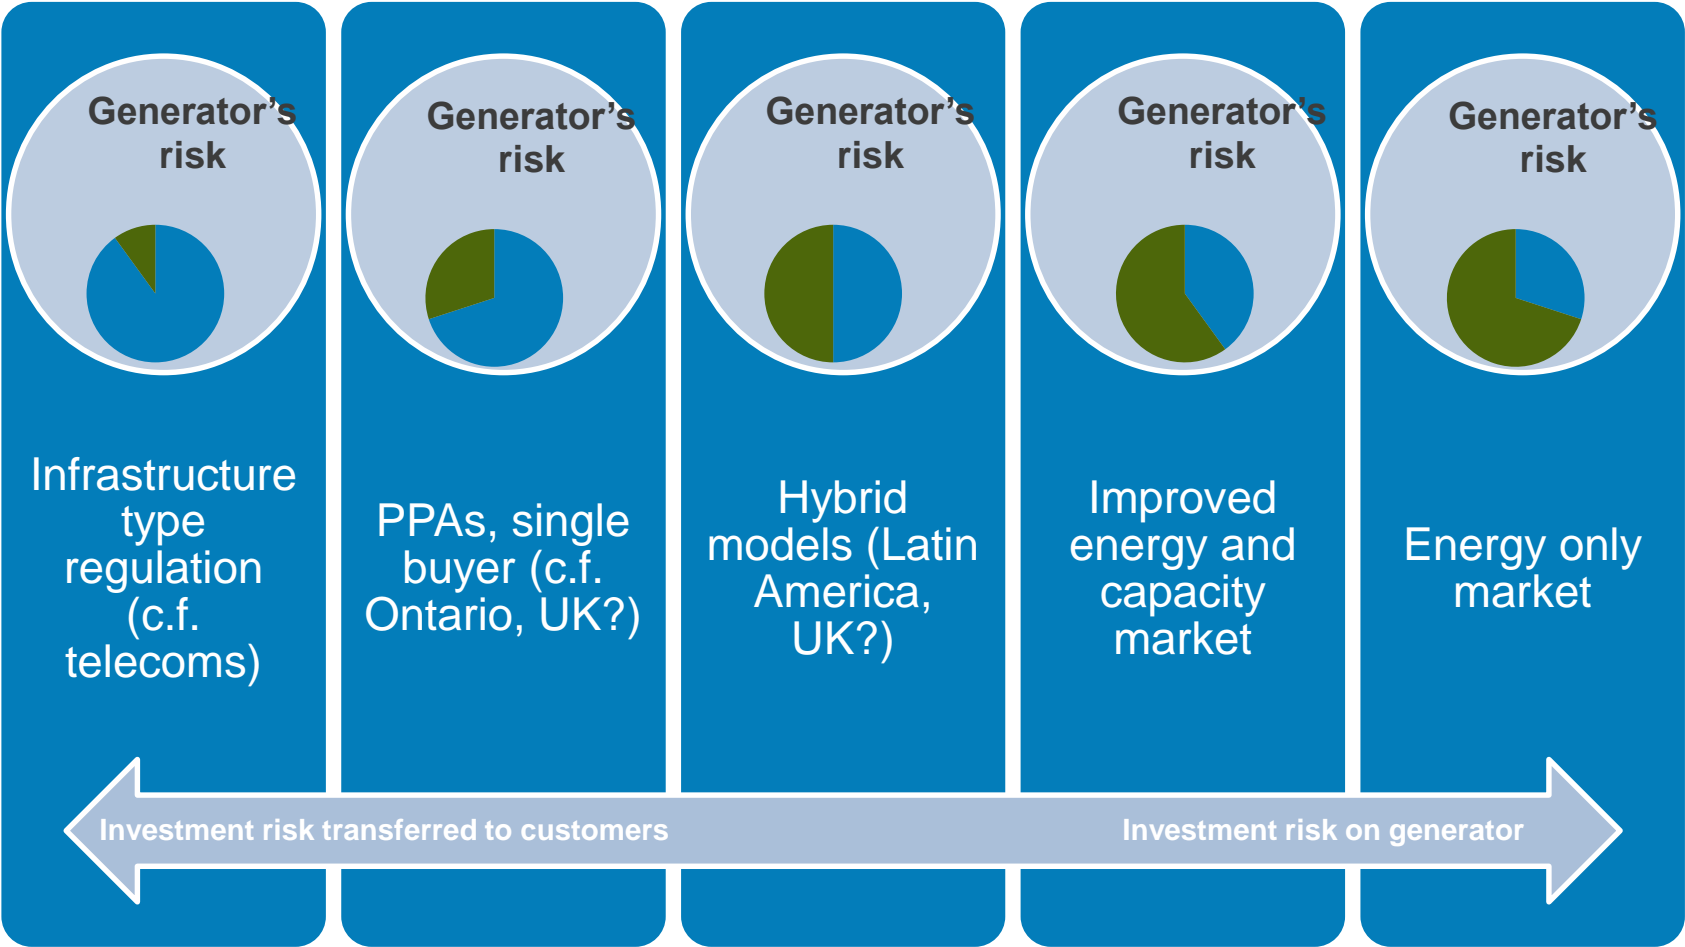 Generator's
risk
Infrastructure
type
regulation
(c.f.
telecoms)
Generator's
risk
PPAs, single
buyer (c.f.
Ontario, UK?)
Generator's
risk
Hybrid
models (Latin
America,
UK?)
Generator's
risk
Improved
energy and
capacity
market
Generator's
risk
Energy only
market
Investment risk transferred to customers
Investment risk on generator